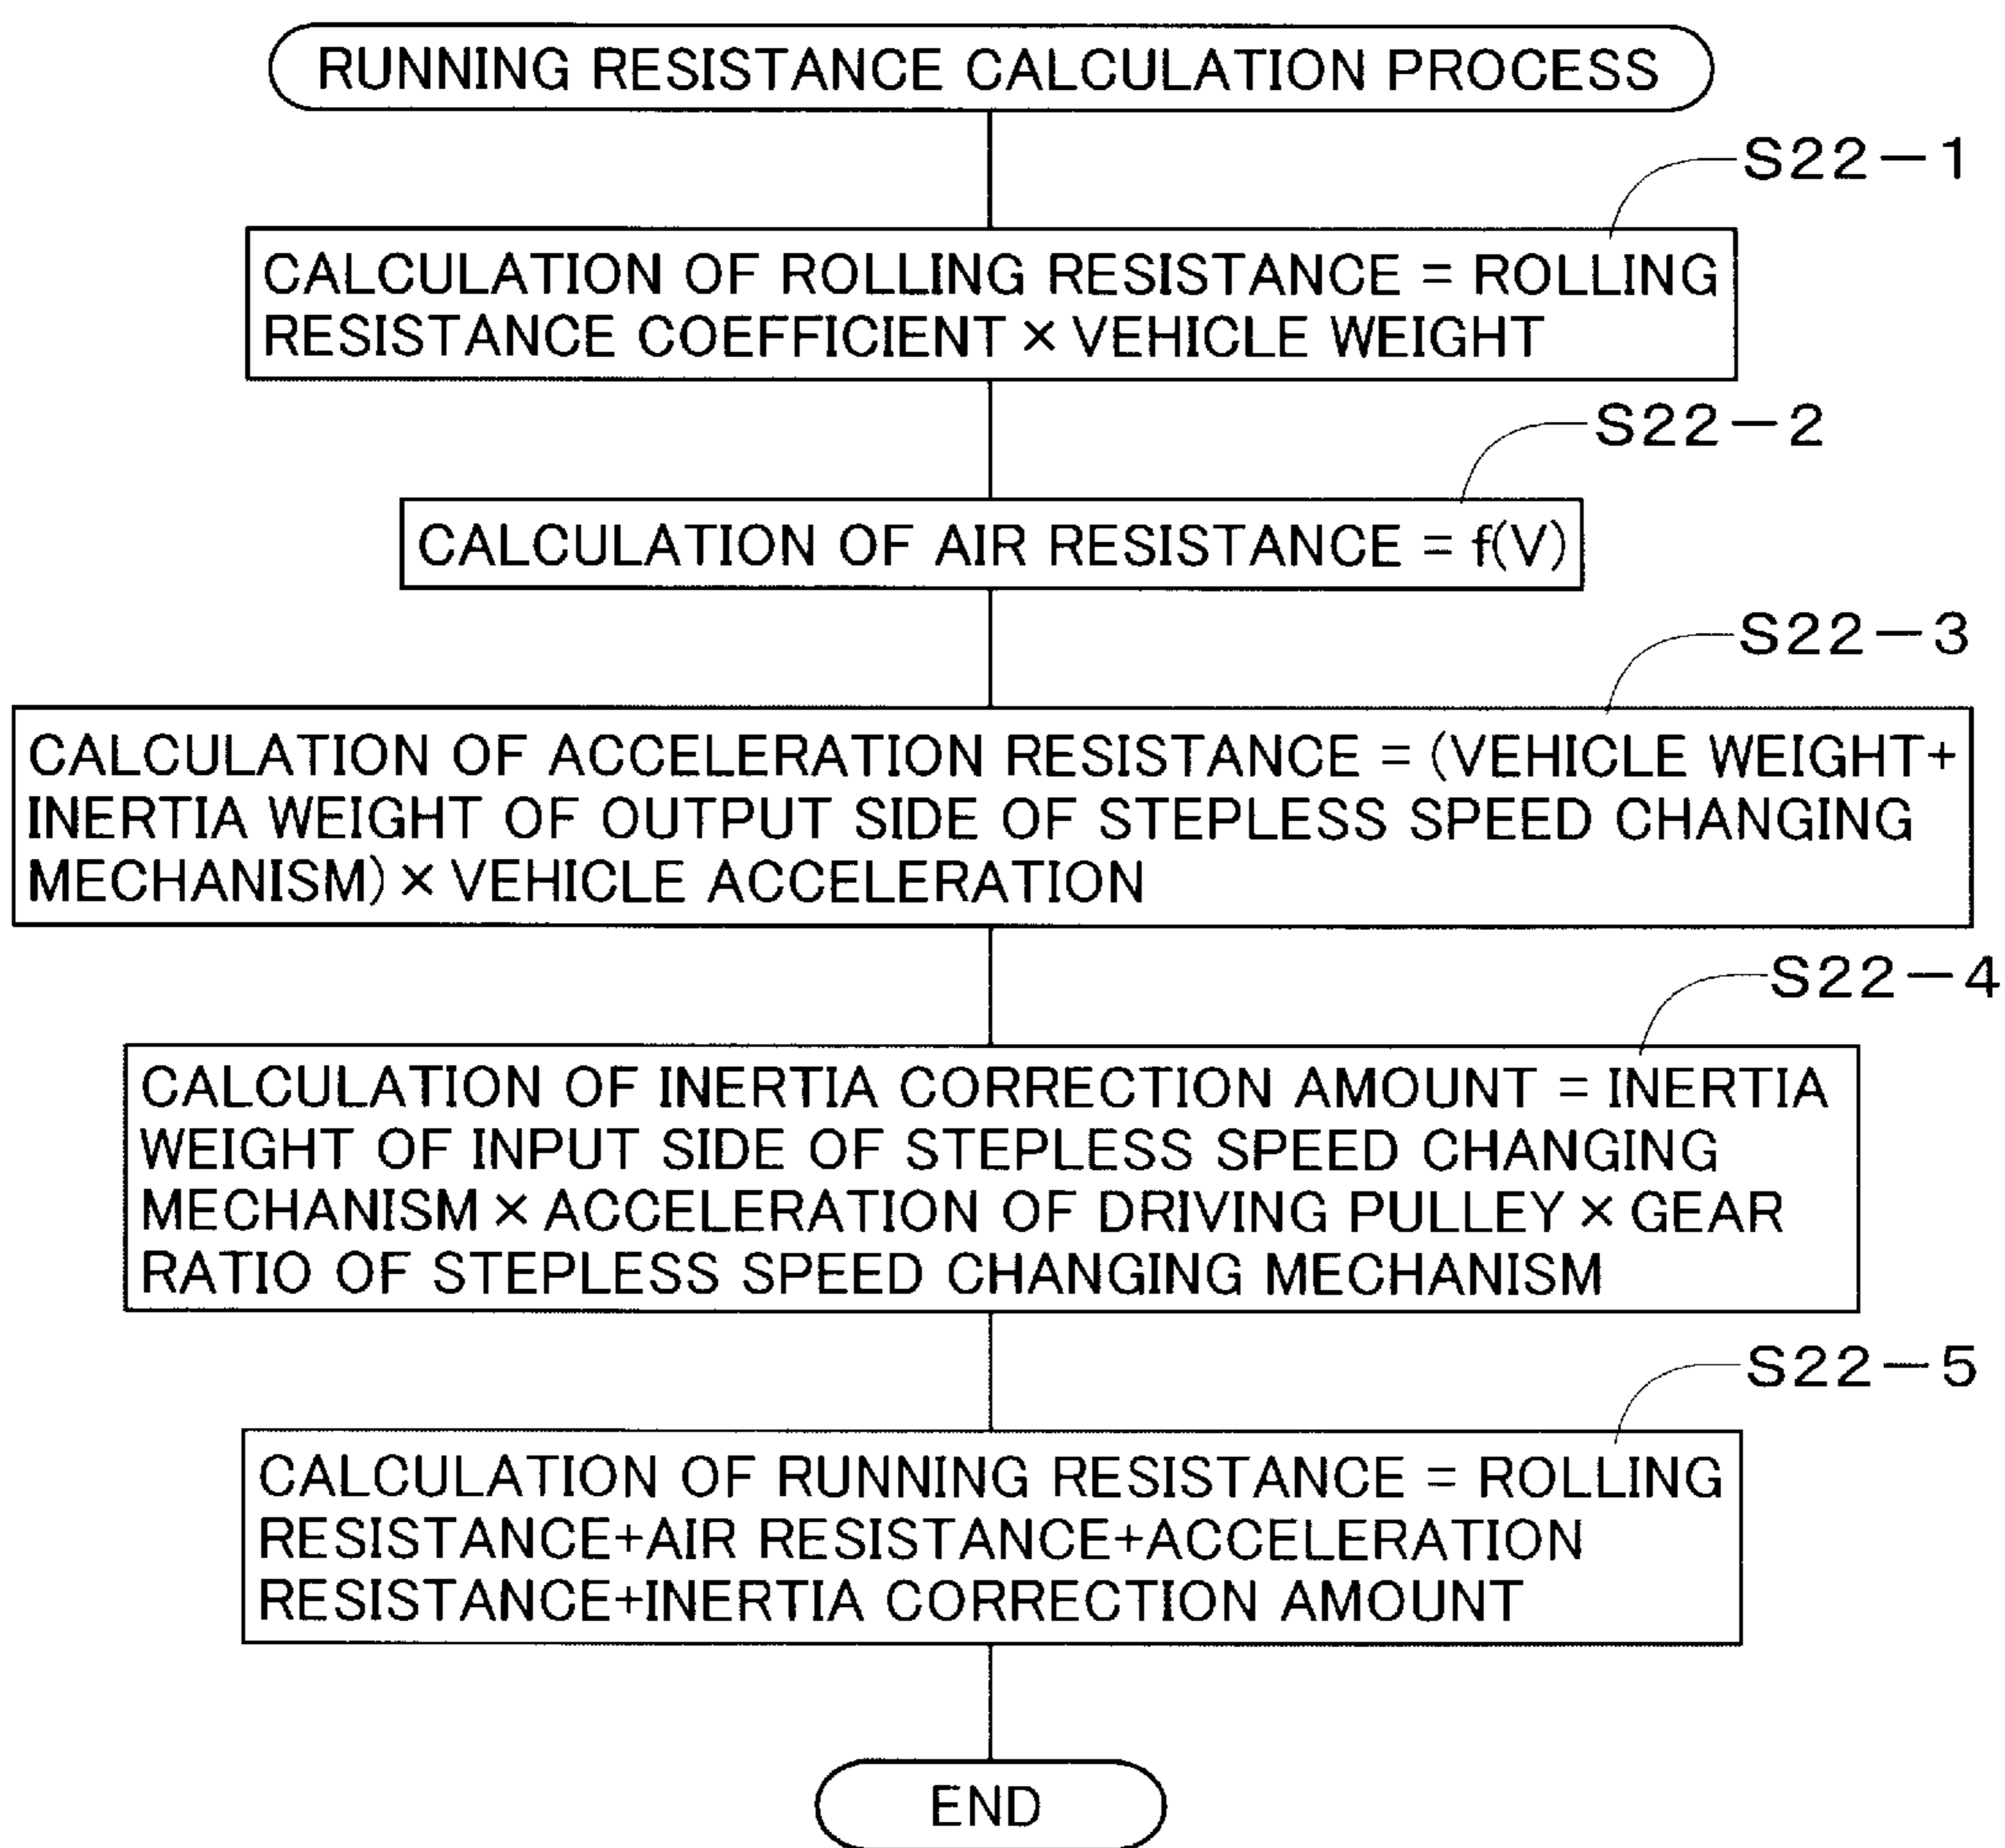 RUNNING RESISTANCE CALCULATION PROCESS
S22-1
CALCULATION OF ROLLING RESISTANCE = ROLLING
RESISTANCE COEFFICIENT × VEHICLE WEIGHT
S22-2
CALCULATION OF AIR RESISTANCE = f(V)
S22-3
CALCULATION OF ACCELERATION RESISTANCE = (VEHICLE WEIGHT+
INERTIA WEIGHT OF OUTPUT SIDE OF STEPLESS SPEED CHANGING
MECHANISM) × VEHICLE ACCELERATION
S22-4
CALCULATION OF INERTIA CORRECTION AMOUNT = INERTIA
WEIGHT OF INPUT SIDE OF STEPLESS SPEED CHANGING
MECHANISM × ACCELERATION OF DRIVING PULLEY × GEAR
RATIO OF STEPLESS SPEED CHANGING MECHANISM
S22-5
CALCULATION OF RUNNING RESISTANCE = ROLLING
RESISTANCE+AIR RESISTANCE+ACCELERATION
RESISTANCE+INERTIA CORRECTION AMOUNT
END